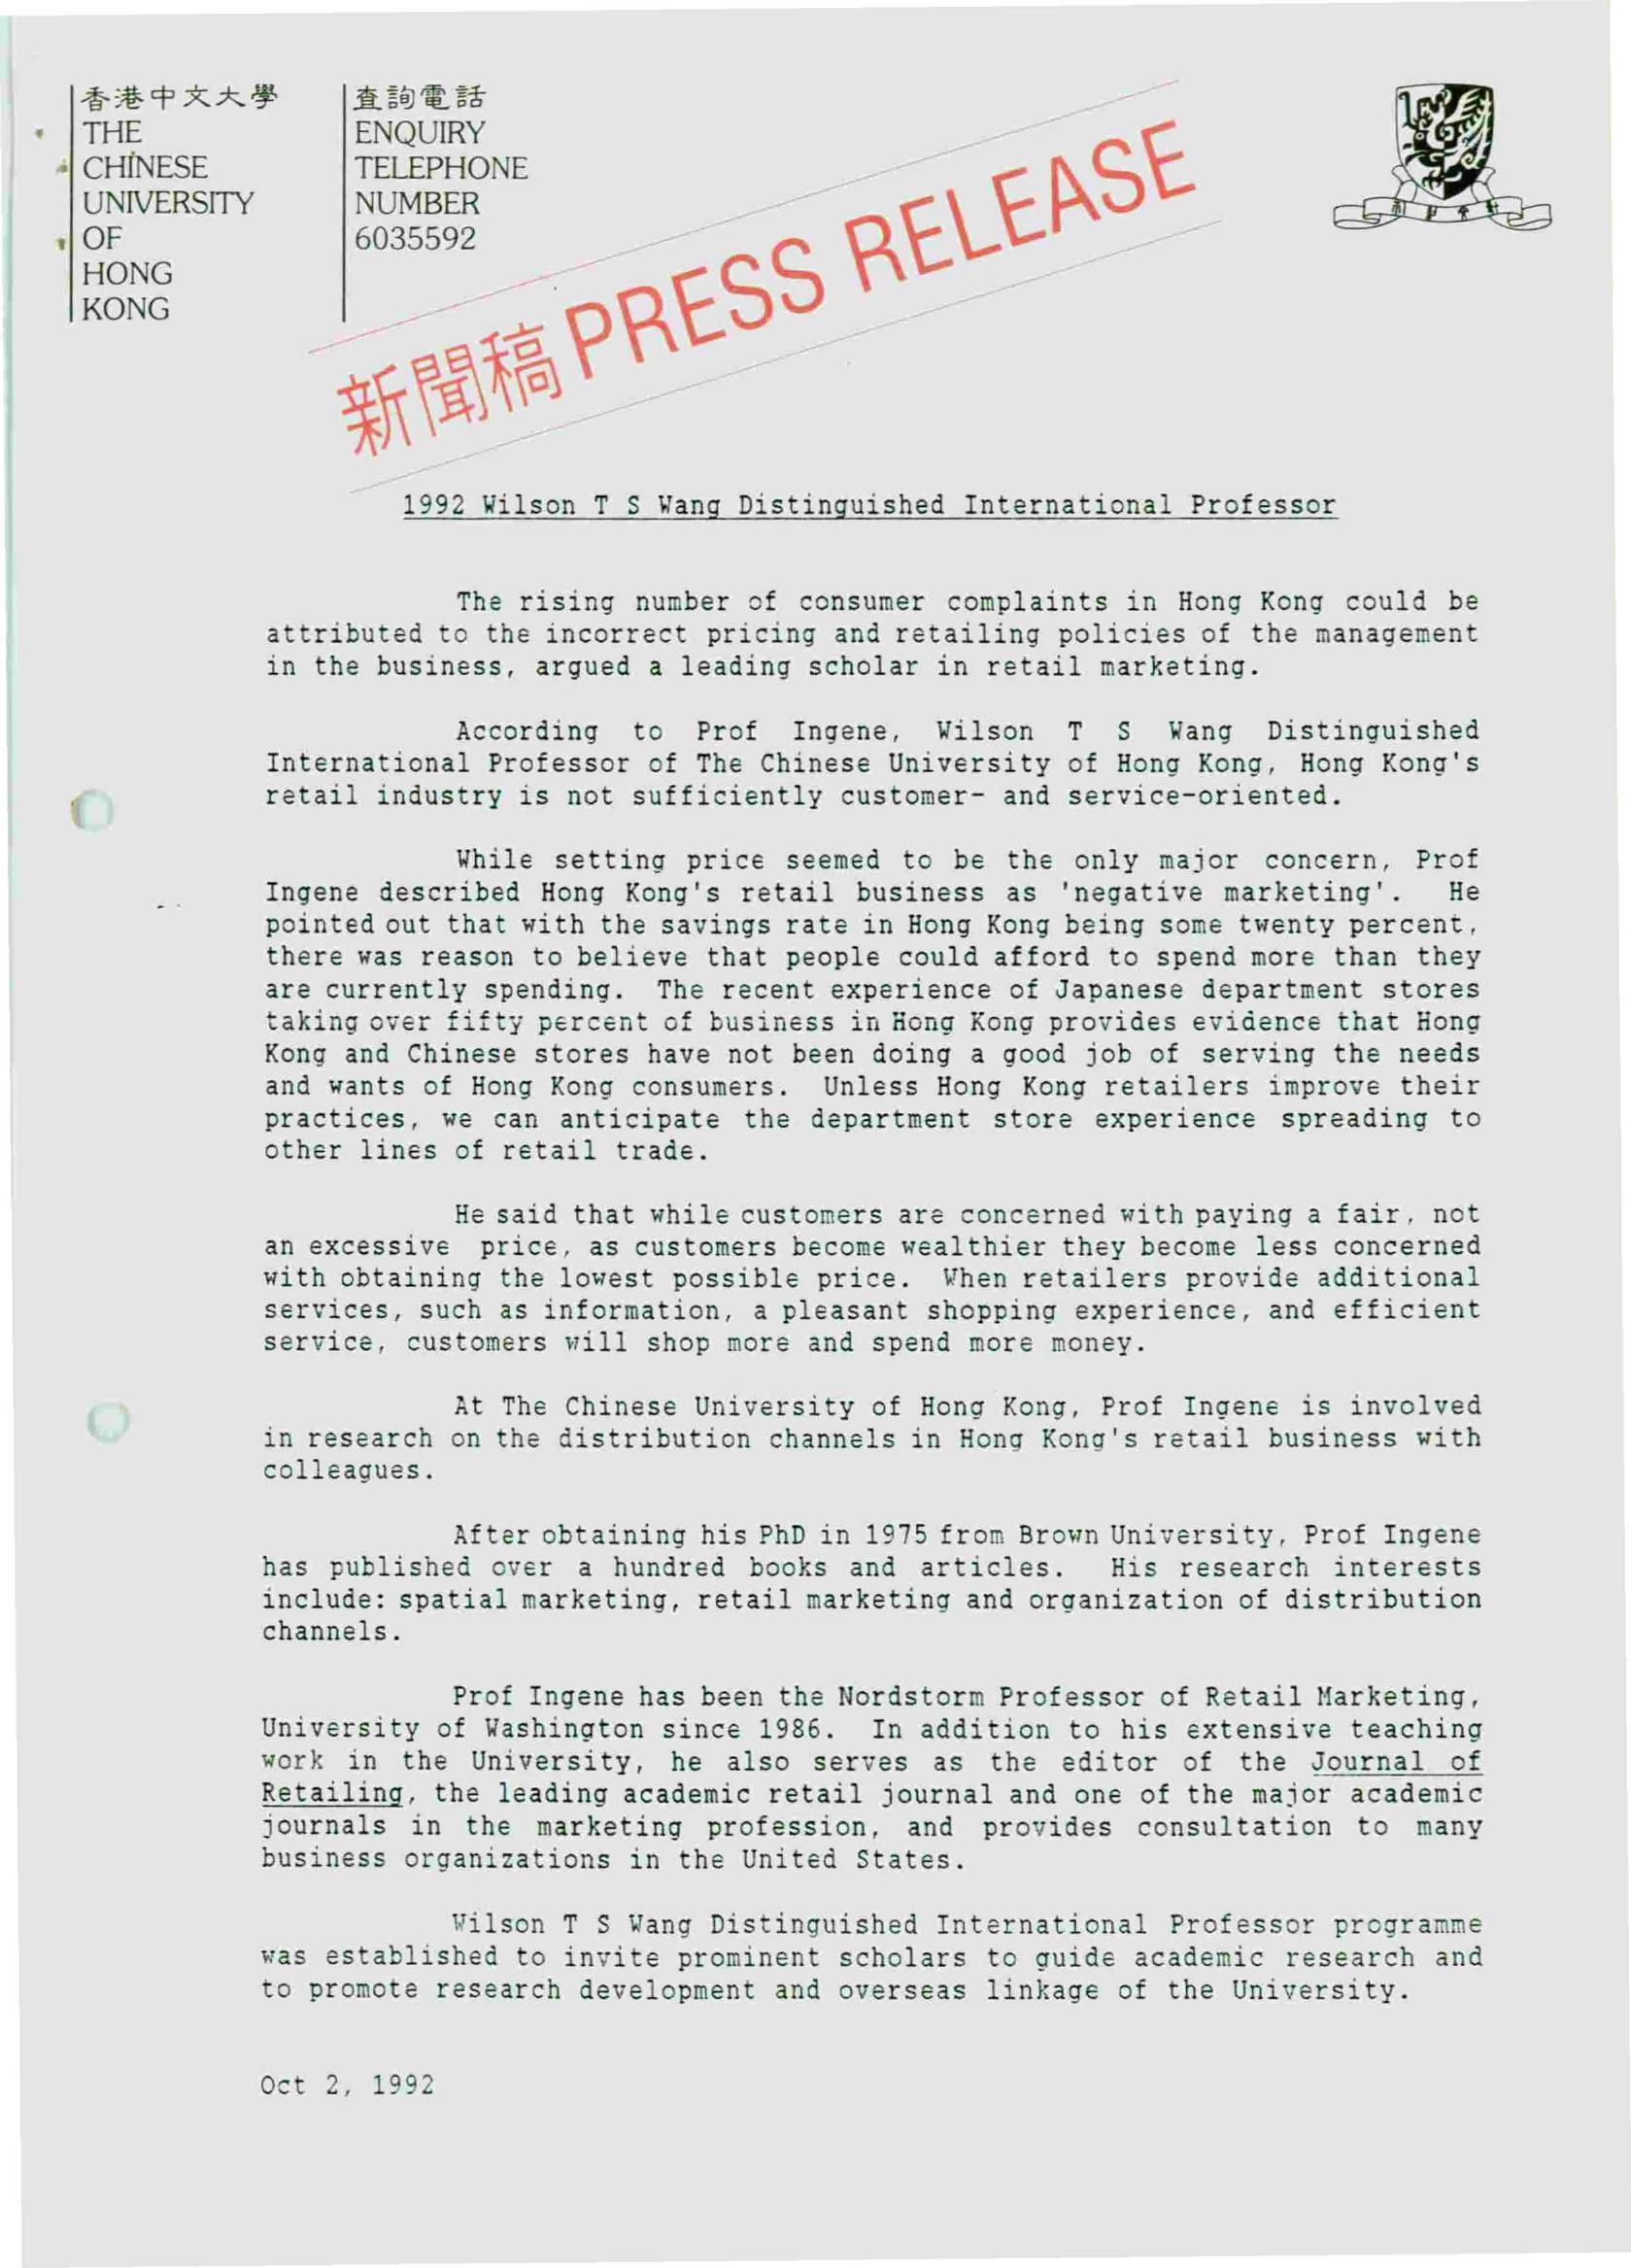 香港中文大學
THE
CHINESE
UNIVERSITY
OF
HONG
KONG
查詢電話
ENQUIRY
TELEPHONE
NUMBER
6035592
新聞稿 PRESS RELEASE
1992 Wilson T S Wang Distinguished International Professor
The rising number of consumer complaints in Hong Kong could be
attributed to the incorrect pricing and retailing policies of the management
in the business, argued a leading scholar in retail marketing.
According to Prof Ingene, Wilson T S Wang Distinguished
International Professor of The Chinese University of Hong Kong, Hong Kong's
retail industry is not sufficiently customer- and service-oriented.
While setting price seemed to be the only major concern, Prof
Ingene described Hong Kong's retail business as 'negative marketing'. He
pointed out that with the savings rate in Hong Kong being some twenty percent,
there was reason to believe that people could afford to spend more than they
are currently spending. The recent experience of Japanese department stores
taking over fifty percent of business in Hong Kong provides evidence that Hong
Kong and Chinese stores have not been doing a good job of serving the needs
and wants of Hong Kong consumers. Unless Hong Kong retailers improve their
practices, we can anticipate the department store experience spreading to
other lines of retail trade.
He said that while customers are concerned with paying a fair, not
an excessive price, as customers become wealthier they become less concerned
with obtaining the lowest possible price. When retailers provide additional
services, such as information, a pleasant shopping experience, and efficient
service, customers will shop more and spend more money.
At The Chinese University of Hong Kong, Prof Ingene is involved
in research on the distribution channels in Hong Kong's retail business with
colleagues.
After obtaining his PhD in 1975 from Brown University, Prof Ingene
has published over a hundred books and articles. His research interests
include: spatial marketing, retail marketing and organization of distribution
channels.
Prof Ingene has been the Nordstorm Professor of Retail Marketing,
University of Washington since 1986. In addition to his extensive teaching
work in the University, he also serves as the editor of the Journal of
Retailing, the leading academic retail journal and one of the major academic
journals in the marketing profession, and provides consultation to many
business organizations in the United States.
Wilson T S Wang Distinguished International Professor programme
was established to invite prominent scholars to guide academic research and
to promote research development and overseas linkage of the University.
Oct 2, 1992